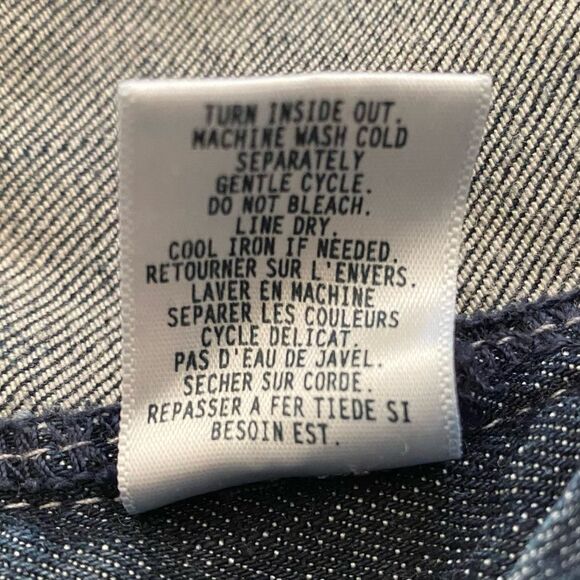 TURN INSIDE OUT.
MACHINE WASH COLD
SEPARATELY
GENTLE CYCLE.
DO NOT BLEACH.
LINE DRY.
COOL IRON IF NEEDED.
RETOURNER SUR L'ENVERS.
LAVER EN MACHINE
SEPARER LES COULEURS
CYCLE DELICAT.
PAS D'EAU DE JAVEL.
SECHER SUR CORDE.
REPASSER A FER TIEDE SI
BESOIN EST.